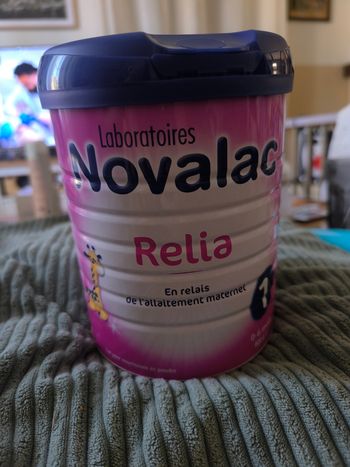 Laboratoires
Novalac
Relia
En relais
de l'allaitement maternel
1